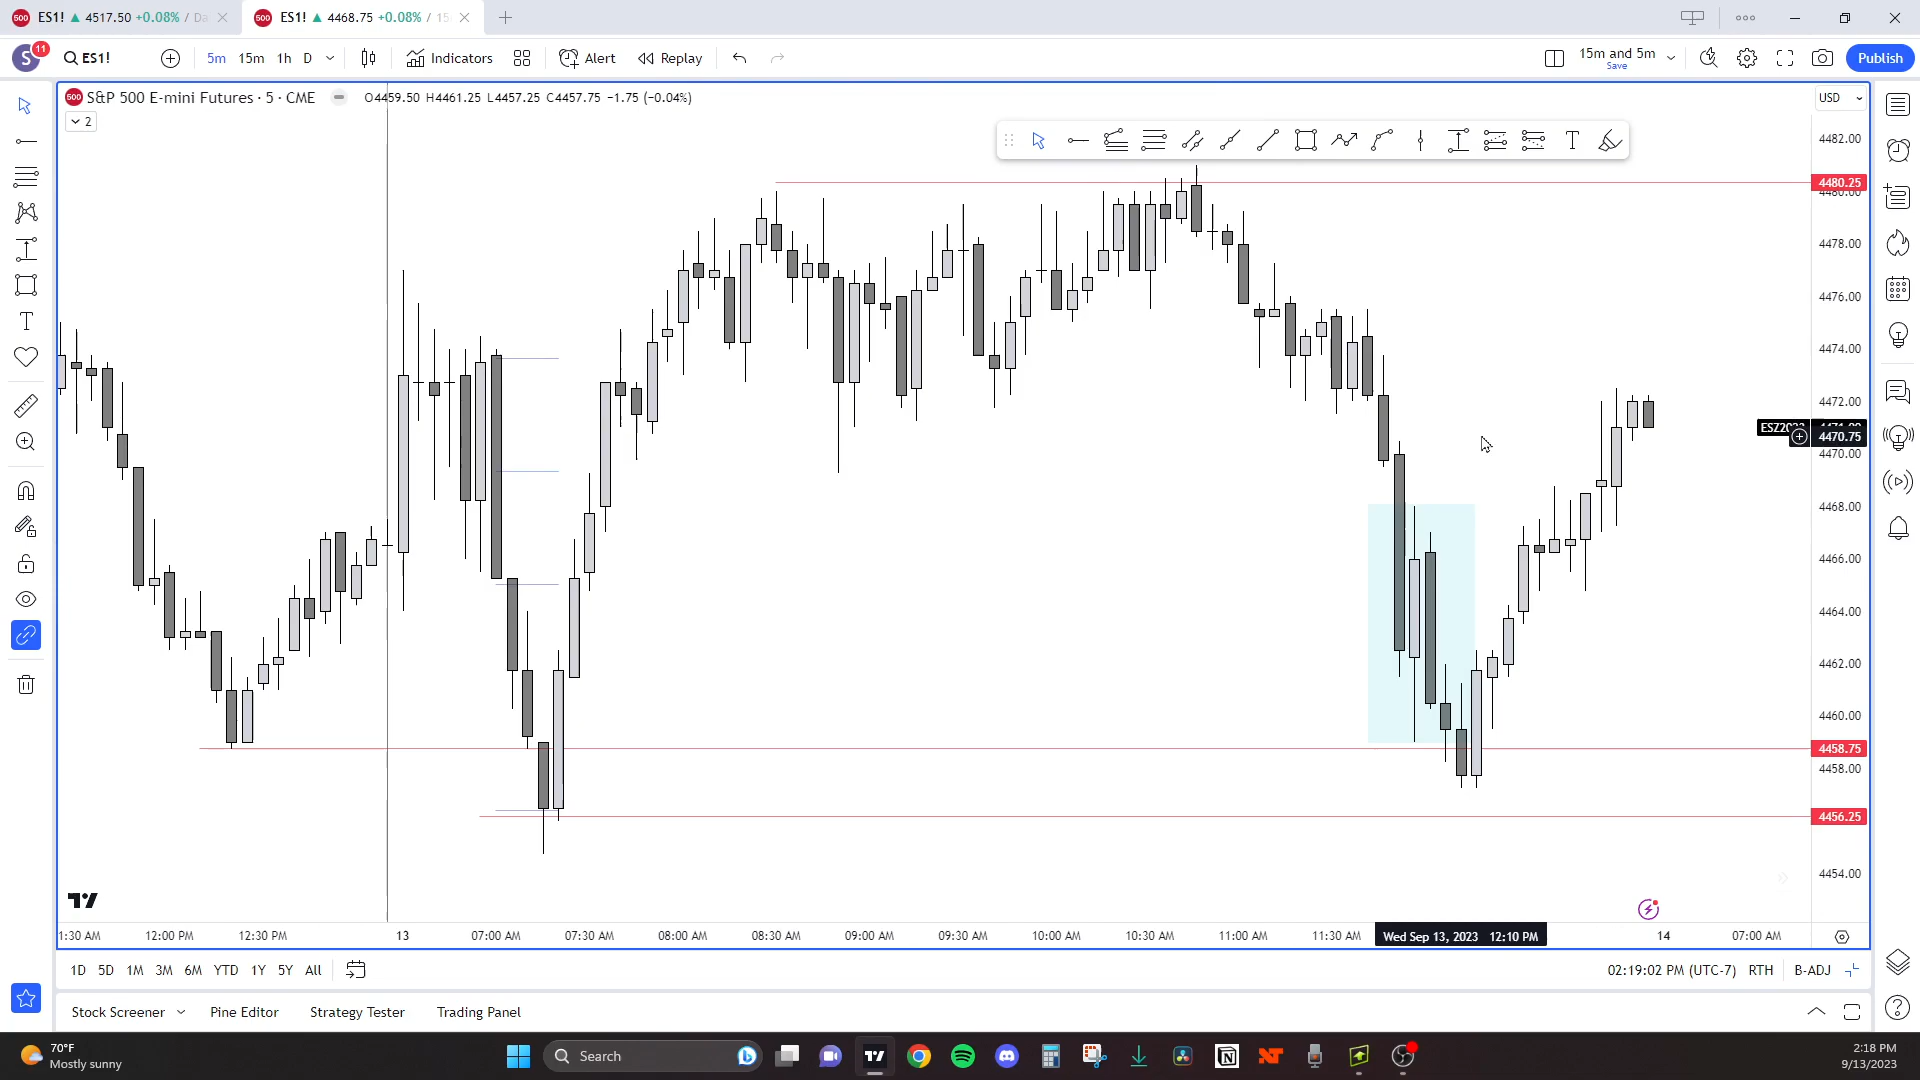 500 ES1! ▲ 4517.50 +0.08% / Da
500 ES1! ▲ 4468.75 +0.08% / 15
S 11 ES1! 5m 15m 1h D Indicators Alert Replay 15m and 5m Save Publish
500 S&P 500 E-mini Futures · 5 · CME O4459.50 H4461.25 L4457.25 C4457.75 −1.75 (−0.04%) USD
2
4482.00
4480.25
4480.00
4478.00
4476.00
4474.00
4472.00
4470.75
4470.00
4468.00
4466.00
4464.00
4462.00
4460.00
4458.75
4458.00
4456.25
4454.00
12:00 PM 12:30 PM 13 07:00 AM 07:30 AM 08:00 AM 08:30 AM 09:00 AM 09:30 AM 10:00 AM 10:30 AM 11:00 AM 11:30 AM Wed Sep 13, 2023 12:10 PM 14 07:00 AM
1D 5D 1M 3M 6M YTD 1Y 5Y All 02:19:02 PM (UTC-7) RTH B-ADJ
Stock Screener Pine Editor Strategy Tester Trading Panel
70°F
Mostly sunny
Search
2:18 PM
9/13/2023